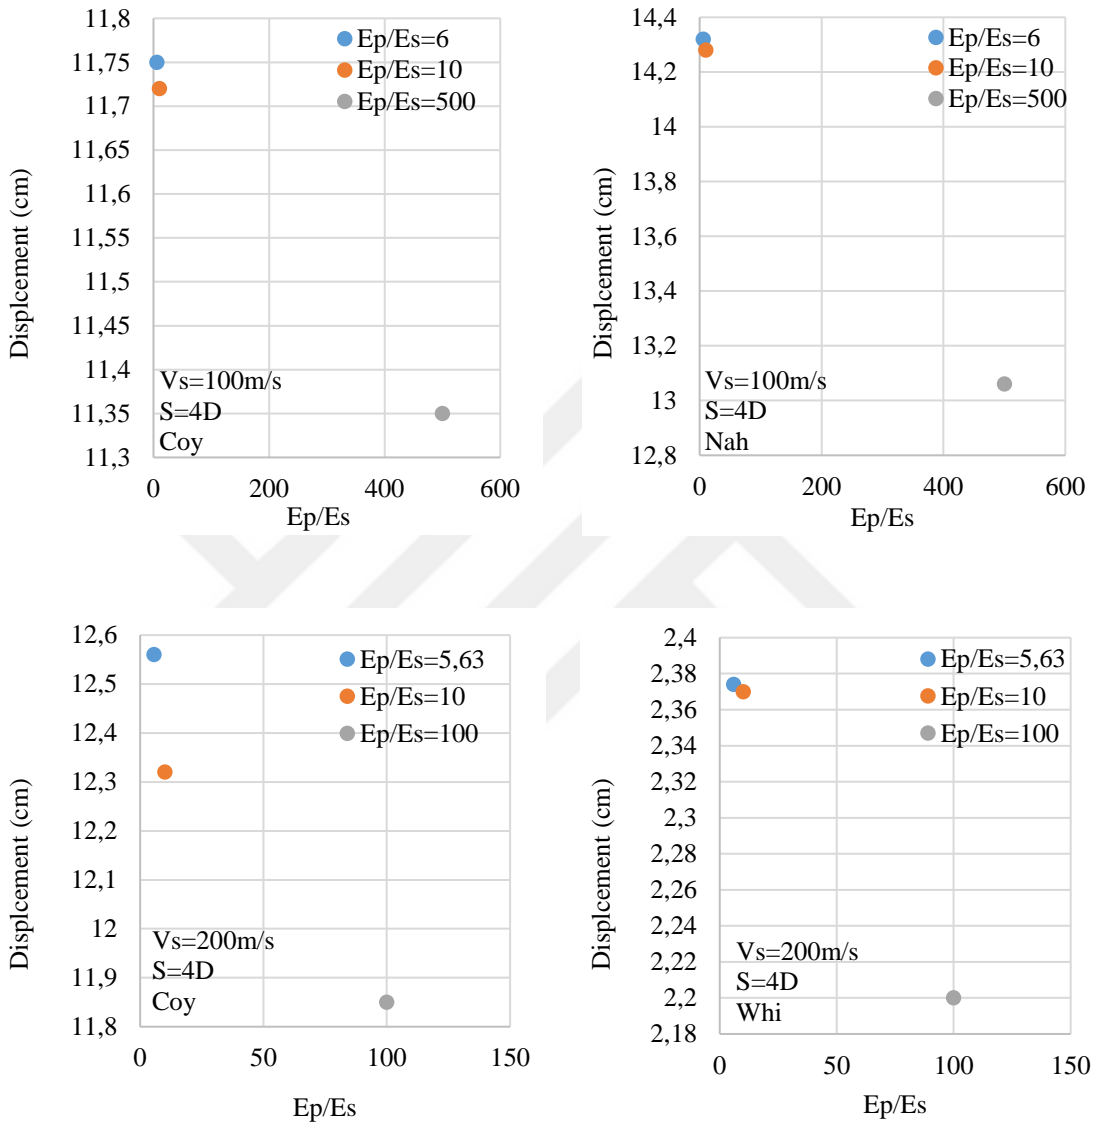 11,8
11,75
11,7
11,65
11,6
11,55
11,5
11,45
11,4
11,35
11,3
0 200 400 600
Displcement (cm)
Ep/Es
Ep/Es=6
Ep/Es=10
Ep/Es=500
Vs=100m/s
S=4D
Coy
14,4
14,2
14
13,8
13,6
13,4
13,2
13
12,8
0 200 400 600
Displcement (cm)
Ep/Es
Ep/Es=6
Ep/Es=10
Ep/Es=500
Vs=100m/s
S=4D
Nah
12,6
12,5
12,4
12,3
12,2
12,1
12
11,9
11,8
0 50 100 150
Displcement (cm)
Ep/Es
Ep/Es=5,63
Ep/Es=10
Ep/Es=100
Vs=200m/s
S=4D
Coy
2,4
2,38
2,36
2,34
2,32
2,3
2,28
2,26
2,24
2,22
2,2
2,18
0 50 100 150
Displcement (cm)
Ep/Es
Ep/Es=5,63
Ep/Es=10
Ep/Es=100
Vs=200m/s
S=4D
Whi